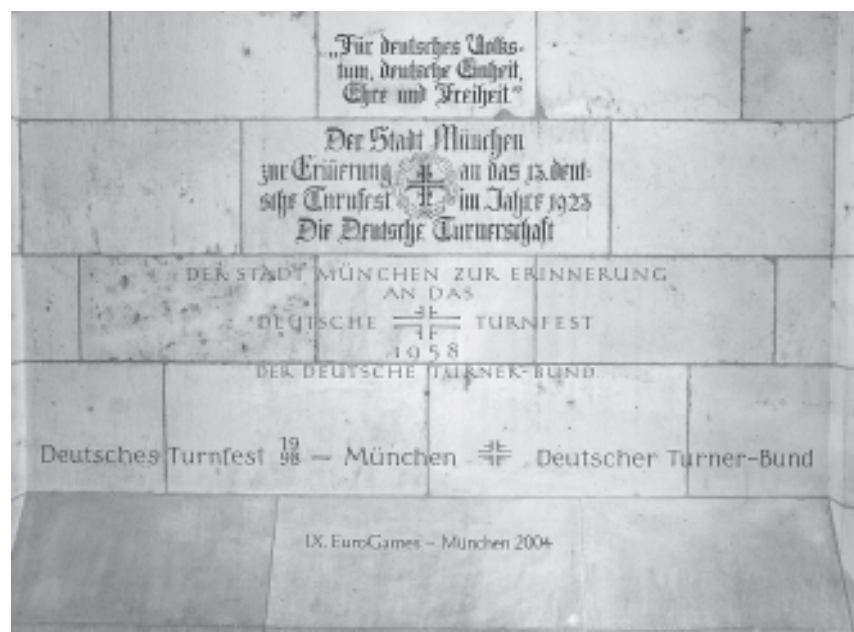 „Für deutsches Volks-
tum, deutsche Einheit,
Ehre und Freiheit“
Der Stadt München
zur Erinerung an das 13. deut-
sche Turnfest im Jahre 1923
Die Deutsche Turnerschaft
DER STADT MÜNCHEN ZUR ERINNERUNG
AN DAS
DEUTSCHE TURNFEST
1958
DER DEUTSCHE TURNER-BUND
Deutsches Turnfest 1998 – München Deutscher Turner-Bund
IX. EuroGames – München 2004